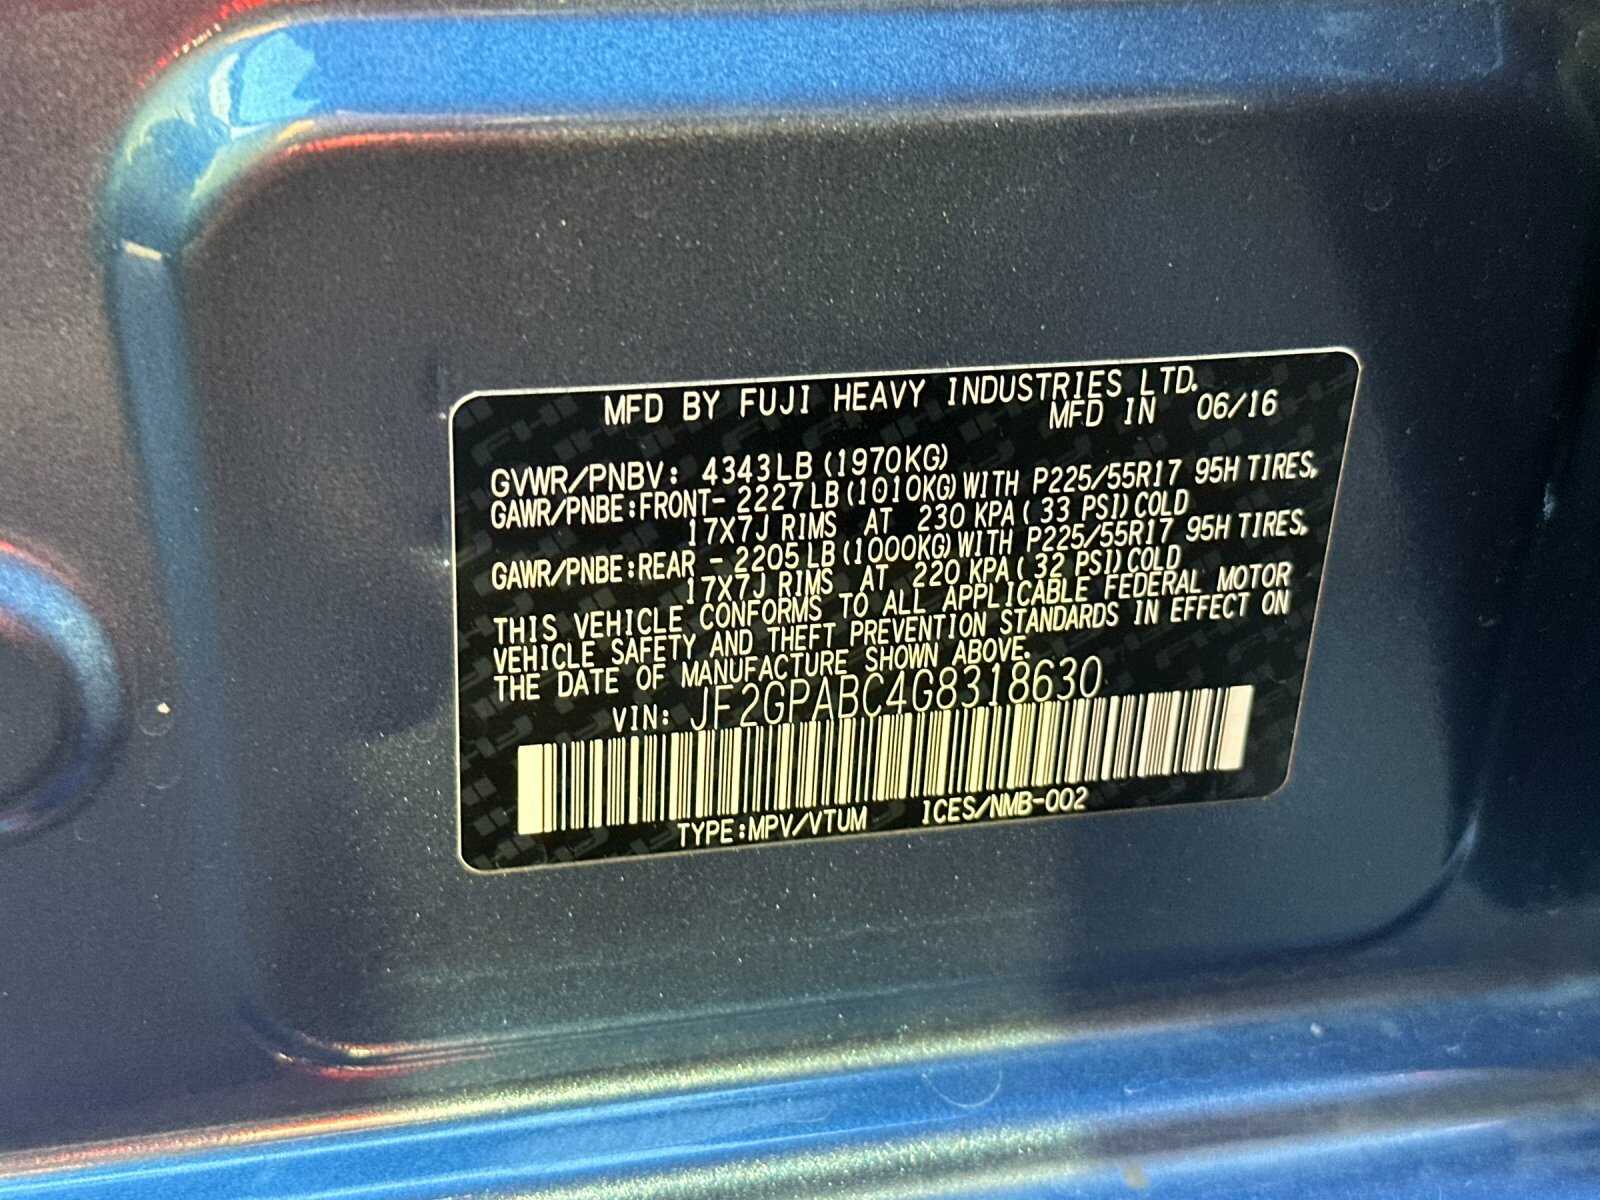 MFD BY FUJI HEAVY INDUSTRIES LTD.
MFD IN 06/16
GVWR/PNBV: 4343LB (1970KG)
GAWR/PNBE:FRONT- 2227 LB (1010KG) WITH P225/55R17 95H TIRES,
17X7J RIMS AT 230 KPA ( 33 PSI) COLD
GAWR/PNBE:REAR - 2205 LB (1000KG) WITH P225/55R17 95H TIRES,
17X7J RIMS AT 220 KPA ( 32 PSI) COLD
THIS VEHICLE CONFORMS TO ALL APPLICABLE FEDERAL MOTOR
VEHICLE SAFETY AND THEFT PREVENTION STANDARDS IN EFFECT ON
THE DATE OF MANUFACTURE SHOWN ABOVE.
VIN: JF2GPABC4G8318630
TYPE:MPV/VTUM ICES/NMB-002